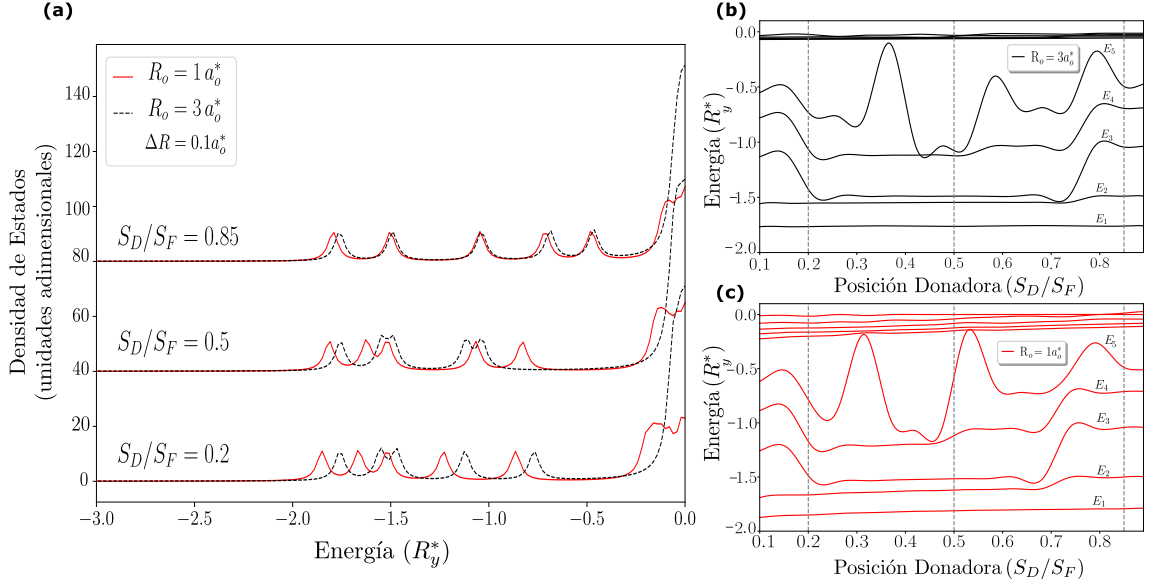 (a)
Densidad de Estados
(unidades adimensionales)
140
120
100
80
60
40
20
0
R_o = 1 a_o^*
R_o = 3 a_o^*
ΔR = 0.1a_o^*
S_D/S_F = 0.85
S_D/S_F = 0.5
S_D/S_F = 0.2
−3.0 −2.5 −2.0 −1.5 −1.0 −0.5 0.0
Energía (R_y^*)
(b)
Energía (R_y^*)
0.0
−0.5
−1.0
−1.5
−2.0
R_o = 3a_o^*
E_5
E_4
E_3
E_2
E_1
0.1 0.2 0.3 0.4 0.5 0.6 0.7 0.8
Posición Donadora (S_D/S_F)
(c)
Energía (R_y^*)
0.0
−0.5
−1.0
−1.5
−2.0
R_o = 1a_o^*
E_5
E_4
E_3
E_2
E_1
0.1 0.2 0.3 0.4 0.5 0.6 0.7 0.8
Posición Donadora (S_D/S_F)